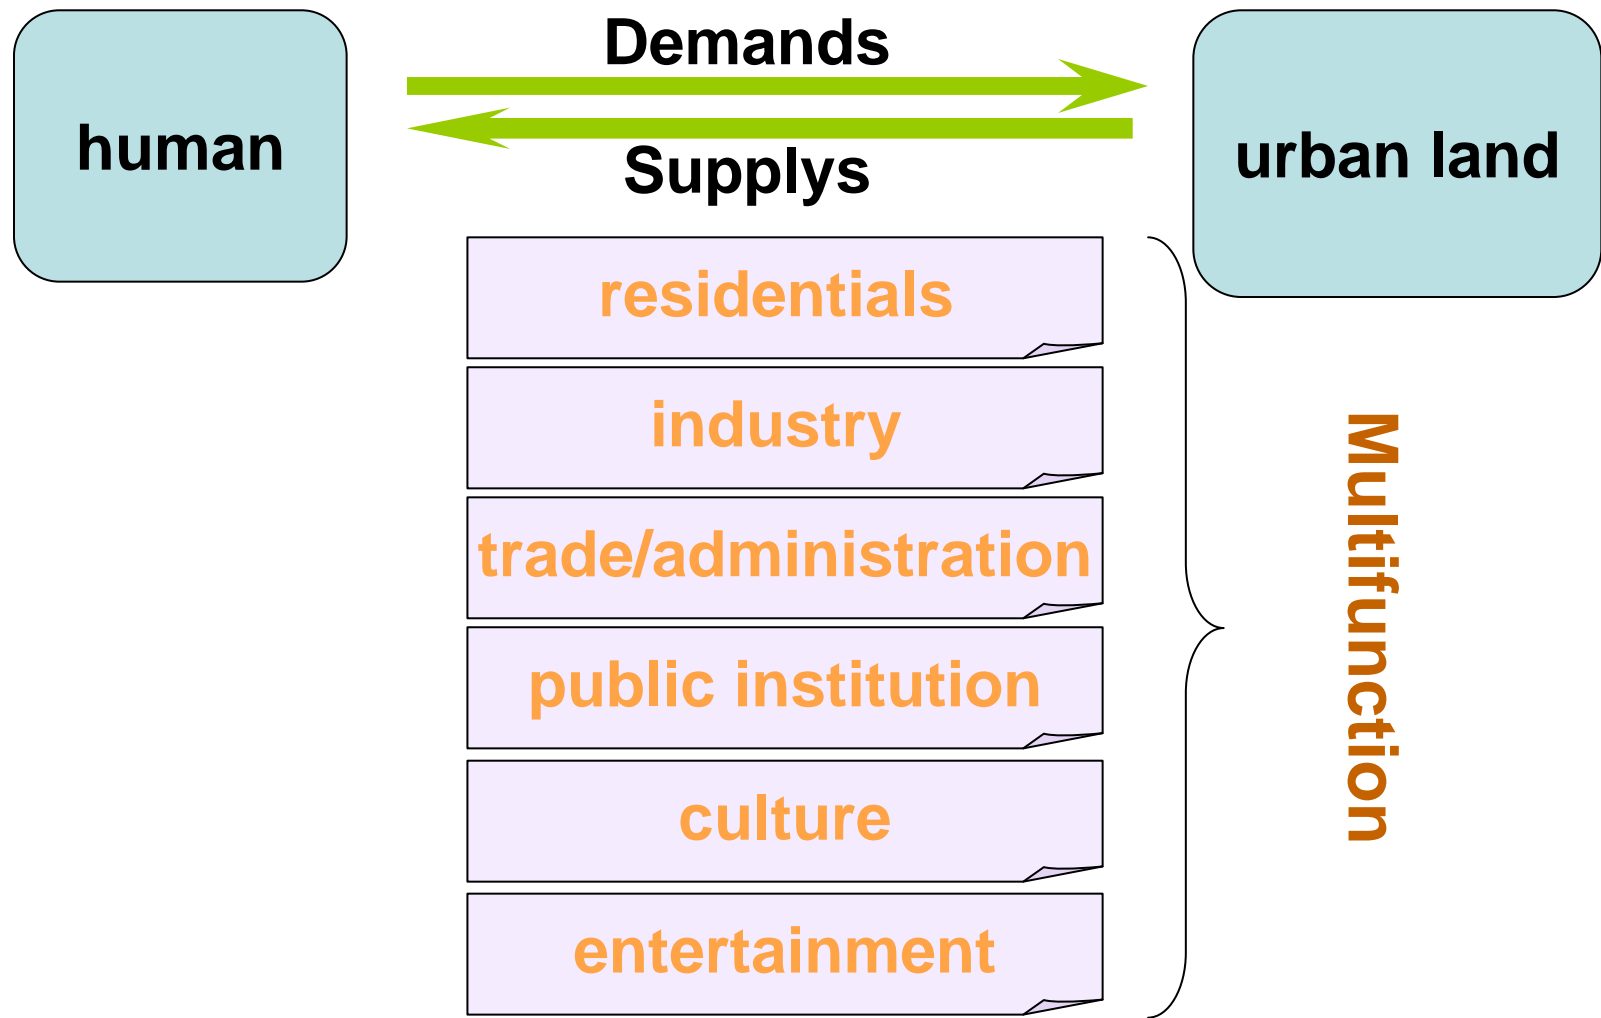 Demands
human
urban land
Supplys
residentials
industry
trade/administration
public institution
culture
entertainment
Multifunction